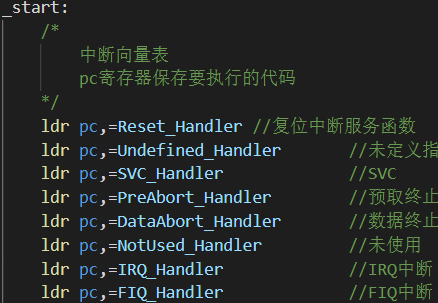 _start:
/*
中断向量表
pc寄存器保存要执行的代码
*/
ldr pc,=Reset_Handler //复位中断服务函数
ldr pc,=Undefined_Handler //未定义指
ldr pc,=SVC_Handler //SVC
ldr pc,=PreAbort_Handler //预取终止
ldr pc,=DataAbort_Handler //数据终止
ldr pc,=NotUsed_Handler //未使用
ldr pc,=IRQ_Handler //IRQ中断
ldr pc,=FIQ_Handler //FIQ中断